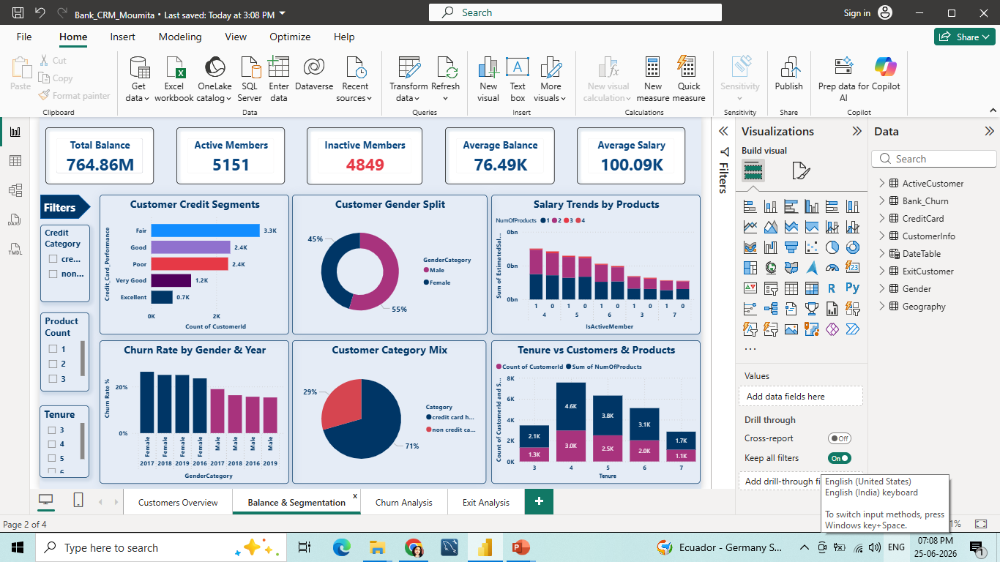 Bank_CRM_Moumita • Last saved: Today at 3:08 PM
Search
Sign in
File Home Insert Modeling View Optimize Help
Share
Paste
Cut
Copy
Format painter
Clipboard
Get data
Excel workbook
OneLake catalog
SQL Server
Enter data
Dataverse
Recent sources
Data
Transform data
Refresh
Queries
New visual
Text box
More visuals
Insert
New visual calculation
New measure
Quick measure
Calculations
Sensitivity
Sensitivity
Publish
Share
Prep data for AI
Copilot
Copilot
Total Balance
764.86M
Active Members
5151
Inactive Members
4849
Average Balance
76.49K
Average Salary
100.09K
Filters
Credit Category
cre...
non...
Product Count
1
2
3
Tenure
3
4
5
6
Customer Credit Segments
Credit_Card_Performance
Fair 3.3K
Good 2.4K
Poor 2.4K
Very Good 1.2K
Excellent 0.7K
0K 2K
Count of CustomerId
Customer Gender Split
45%
55%
GenderCategory
Male
Female
Salary Trends by Products
NumOfProducts 1 2 3 4
Sum of EstimatedSal...
0bn
0bn
0bn
1 0 1 0 1 0 1 0 1 0
4 5 6 3 7
IsActiveMember
Churn Rate by Gender & Year
Churn Rate %
20%
0%
Female Female Female Female Male Male Male Male
2017 2018 2019 2016 2017 2018 2016 2019
GenderCategory
Customer Category Mix
29%
71%
Category
credit card h...
non credit ca...
Tenure vs Customers & Products
Count of CustomerId Sum of NumOfProducts
Count of CustomerId and S...
8K
6K
4K
2K
0K
2.1K 4.6K 3.8K 3.1K 1.7K
1.3K 3.0K 2.5K 2.0K 1.1K
3 4 5 6 7
Tenure
Filters
Visualizations
Build visual
R
Py
123
...
Values
Add data fields here
Drill through
Cross-report Off
Keep all filters On
Add drill-through fi
Data
Search
ActiveCustomer
Bank_Churn
CreditCard
CustomerInfo
DateTable
ExitCustomer
Gender
Geography
English (United States)
English (India) keyboard
To switch input methods, press
Windows key+Space.
Customers Overview
Balance & Segmentation
x
Churn Analysis
Exit Analysis
+
Page 2 of 4
1%
Type here to search
Ecuador - Germany S...
ENG
07:08 PM
25-06-2026
1